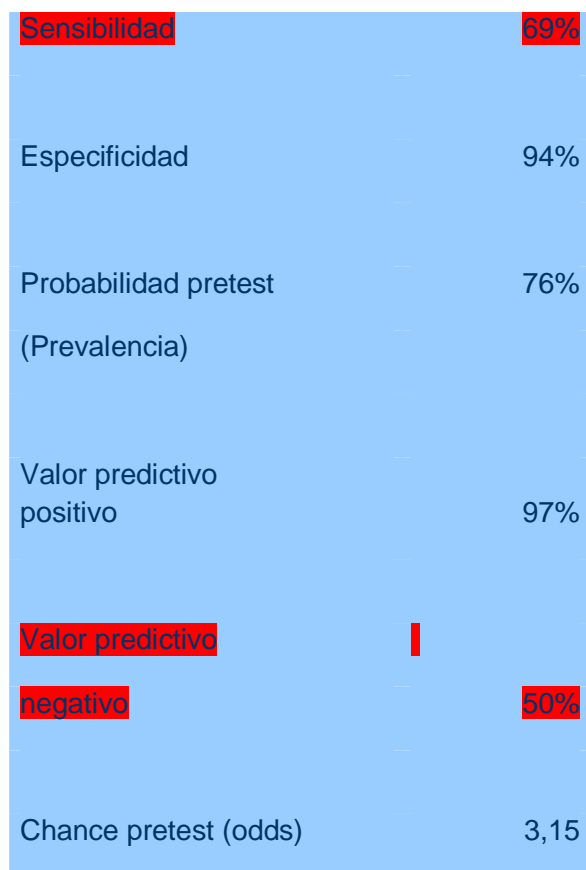 Sensibilidad 69%
Especificidad 94%
Probabilidad pretest 76%
(Prevalencia)
Valor predictivo
positivo 97%
Valor predictivo
negativo 50%
Chance pretest (odds) 3,15